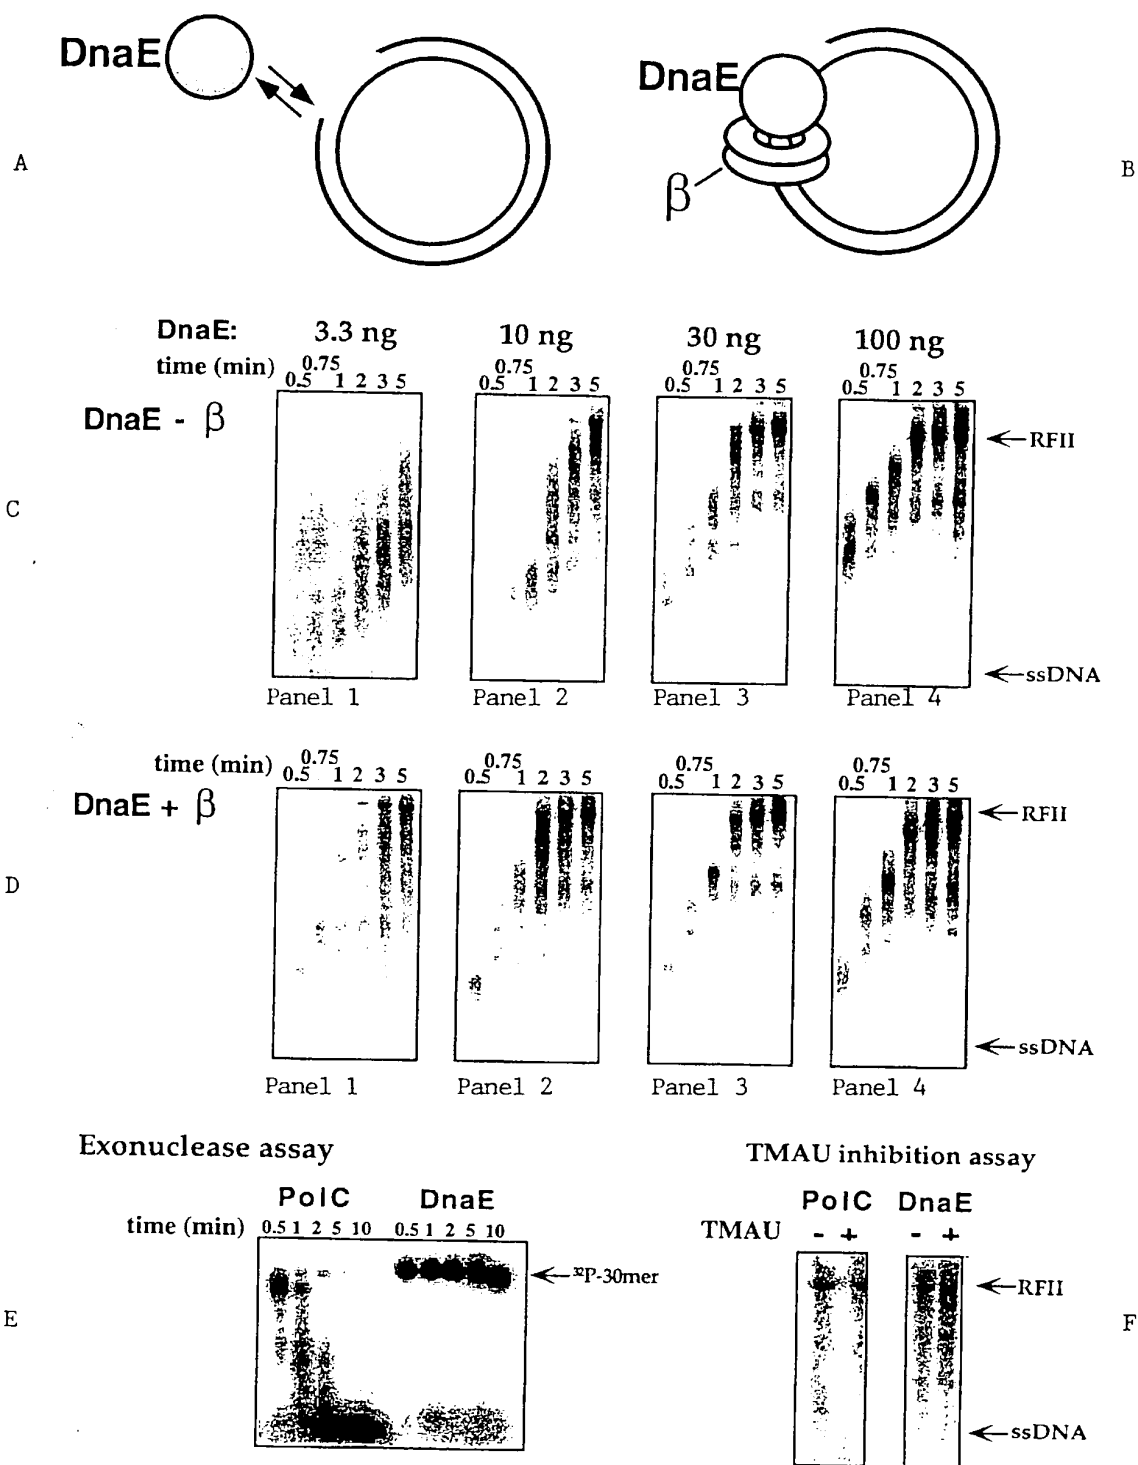 DnaE
DnaE
β
A
B
DnaE: 3.3 ng 10 ng 30 ng 100 ng
time (min) 0.5 0.75 1 2 3 5 0.5 0.75 1 2 3 5 0.5 0.75 1 2 3 5 0.5 0.75 1 2 3 5
DnaE - β
RFII
C
ssDNA
Panel 1 Panel 2 Panel 3 Panel 4
time (min) 0.5 0.75 1 2 3 5 0.5 0.75 1 2 3 5 0.5 0.75 1 2 3 5 0.5 0.75 1 2 3 5
DnaE + β
RFII
D
ssDNA
Panel 1 Panel 2 Panel 3 Panel 4
Exonuclease assay
PolC DnaE
time (min) 0.5 1 2 5 10 0.5 1 2 5 10
³²P-30mer
E
TMAU inhibition assay
PolC DnaE
TMAU - + - +
RFII
F
ssDNA